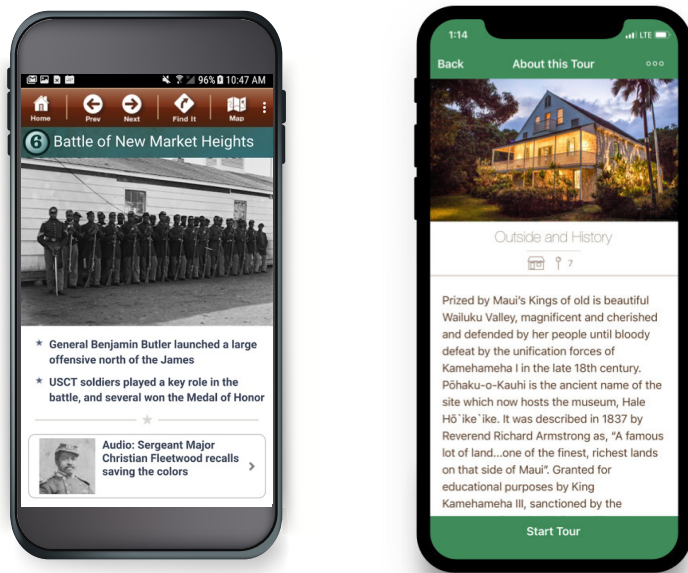 96% 10:47 AM
Home
Prev
Next
Find It
Map
6 Battle of New Market Heights
★ General Benjamin Butler launched a large
offensive north of the James
★ USCT soldiers played a key role in the
battle, and several won the Medal of Honor
Audio: Sergeant Major
Christian Fleetwood recalls
saving the colors
1:14
LTE
Back
About this Tour
Outside and History
7
Prized by Maui's Kings of old is beautiful
Wailuku Valley, magnificent and cherished
and defended by her people until bloody
defeat by the unification forces of
Kamehameha I in the late 18th century.
Pōhaku-o-Kauhi is the ancient name of the
site which now hosts the museum, Hale
Hō`ike`ike. It was described in 1837 by
Reverend Richard Armstrong as, “A famous
lot of land...one of the finest, richest lands
on that side of Maui”. Granted for
educational purposes by King
Kamehameha III, sanctioned by the
Start Tour